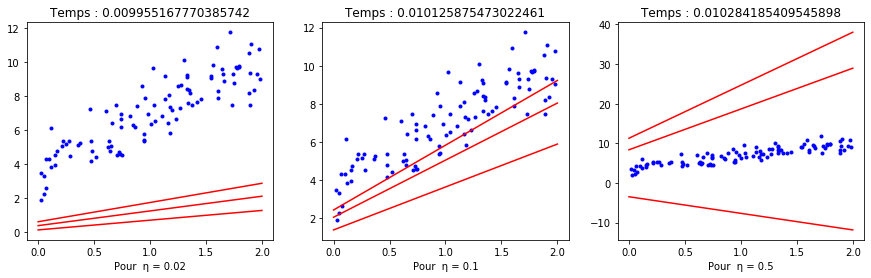 Temps : 0.009955167770385742
12
10
8
6
4
2
0
0.0 0.5 1.0 1.5 2.0
Pour η = 0.02
Temps : 0.010125875473022461
12
10
8
6
4
2
0.0 0.5 1.0 1.5 2.0
Pour η = 0.1
Temps : 0.010284185409545898
40
30
20
10
0
−10
0.0 0.5 1.0 1.5 2.0
Pour η = 0.5